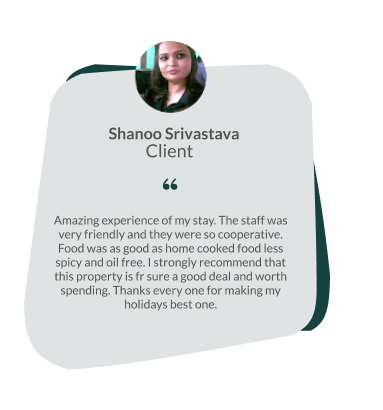 Shanoo Srivastava
Client
“
Amazing experience of my stay. The staff was
very friendly and they were so cooperative.
Food was as good as home cooked food less
spicy and oil free. I strongly recommend that
this property is fr sure a good deal and worth
spending. Thanks every one for making my
holidays best one.